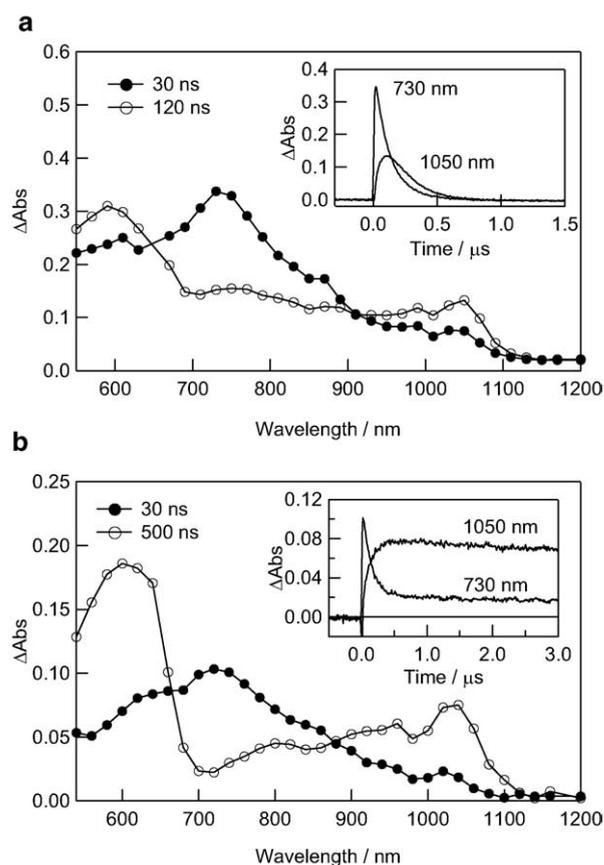 a
0.6
0.5
0.4
0.3
0.2
0.1
0.0
ΔAbs
30 ns
120 ns
0.4
0.3
0.2
0.1
0.0
ΔAbs
730 nm
1050 nm
0.0 0.5 1.0 1.5
Time / μs
600 700 800 900 1000 1100 1200
Wavelength / nm
b
0.25
0.20
0.15
0.10
0.05
0.00
ΔAbs
30 ns
500 ns
0.12
0.08
0.04
0.00
ΔAbs
1050 nm
730 nm
0.0 1.0 2.0 3.0
Time / μs
600 700 800 900 1000 1100 1200
Wavelength / nm